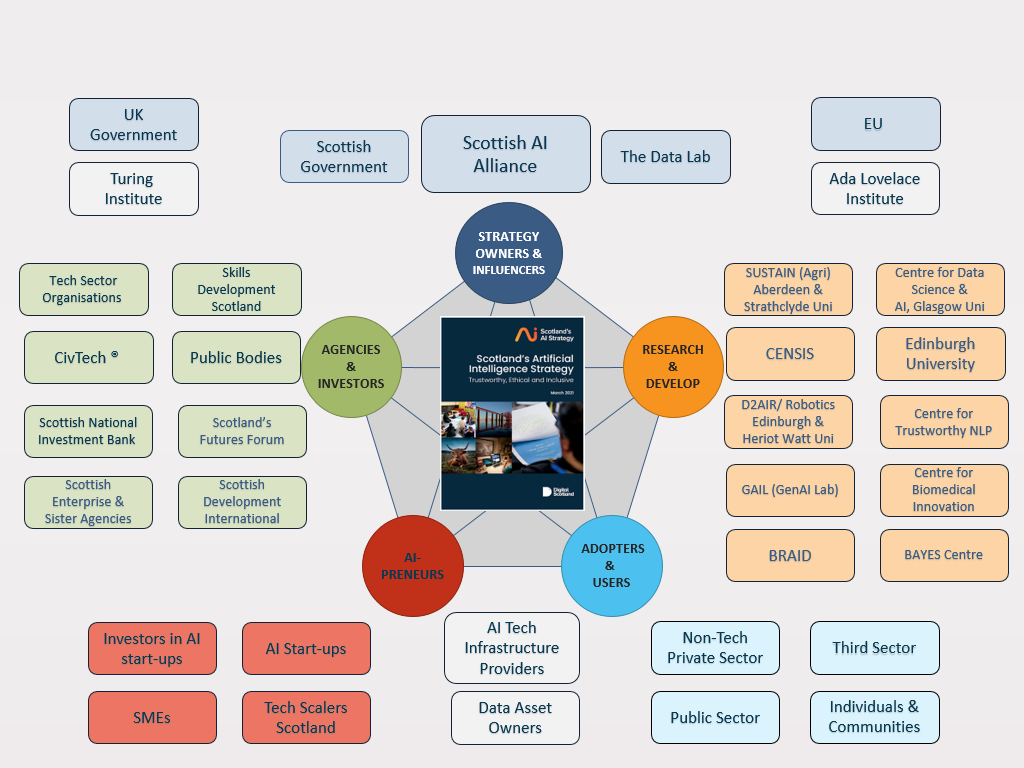 UK
Government
Turing
Institute
Scottish
Government
Scottish AI
Alliance
The Data Lab
EU
Ada Lovelace
Institute
STRATEGY
OWNERS &
INFLUENCERS
Tech Sector
Organisations
Skills
Development
Scotland
CivTech ®
Public Bodies
Scottish National
Investment Bank
Scotland's
Futures Forum
Scottish
Enterprise &
Sister Agencies
Scottish
Development
International
AGENCIES
&
INVESTORS
Scotland's
AI Strategy
Scotland's Artificial
Intelligence Strategy
Trustworthy, Ethical and Inclusive
March 2021
Digital
Scotland
RESEARCH
&
DEVELOP
SUSTAIN (Agri)
Aberdeen &
Strathclyde Uni
Centre for Data
Science &
AI, Glasgow Uni
CENSIS
Edinburgh
University
D2AIR/ Robotics
Edinburgh &
Heriot Watt Uni
Centre for
Trustworthy NLP
GAIL (GenAI Lab)
Centre for
Biomedical
Innovation
BRAID
BAYES Centre
AI-
PRENEURS
ADOPTERS
&
USERS
Investors in AI
start-ups
AI Start-ups
SMEs
Tech Scalers
Scotland
AI Tech
Infrastructure
Providers
Data Asset
Owners
Non-Tech
Private Sector
Third Sector
Public Sector
Individuals &
Communities